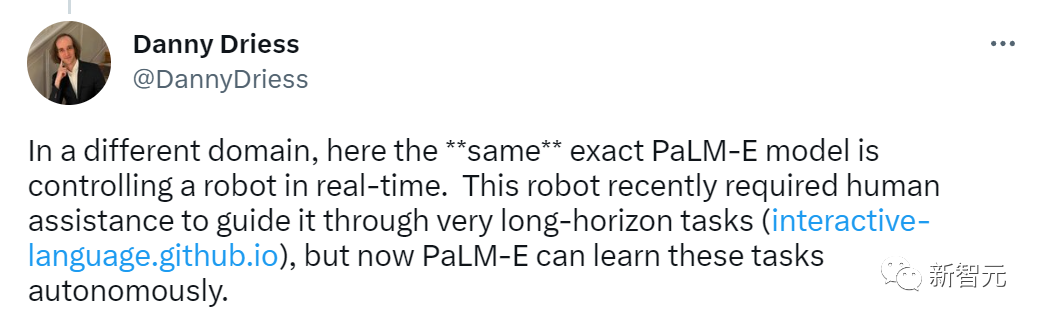 Danny Driess
@DannyDriess
In a different domain, here the **same** exact PaLM-E model is
controlling a robot in real-time.  This robot recently required human
assistance to guide it through very long-horizon tasks (interactive-
language.github.io), but now PaLM-E can learn these tasks
autonomously.
新智元